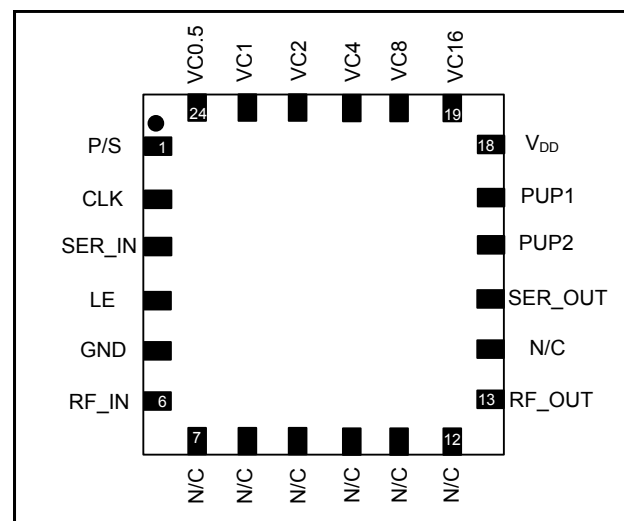 VC0.5 VC1 VC2 VC4 VC8 VC16
24 19
P/S 1 18 VDD
CLK PUP1
SER_IN PUP2
LE SER_OUT
GND N/C
RF_IN 6 13 RF_OUT
7 12
N/C N/C N/C N/C N/C N/C